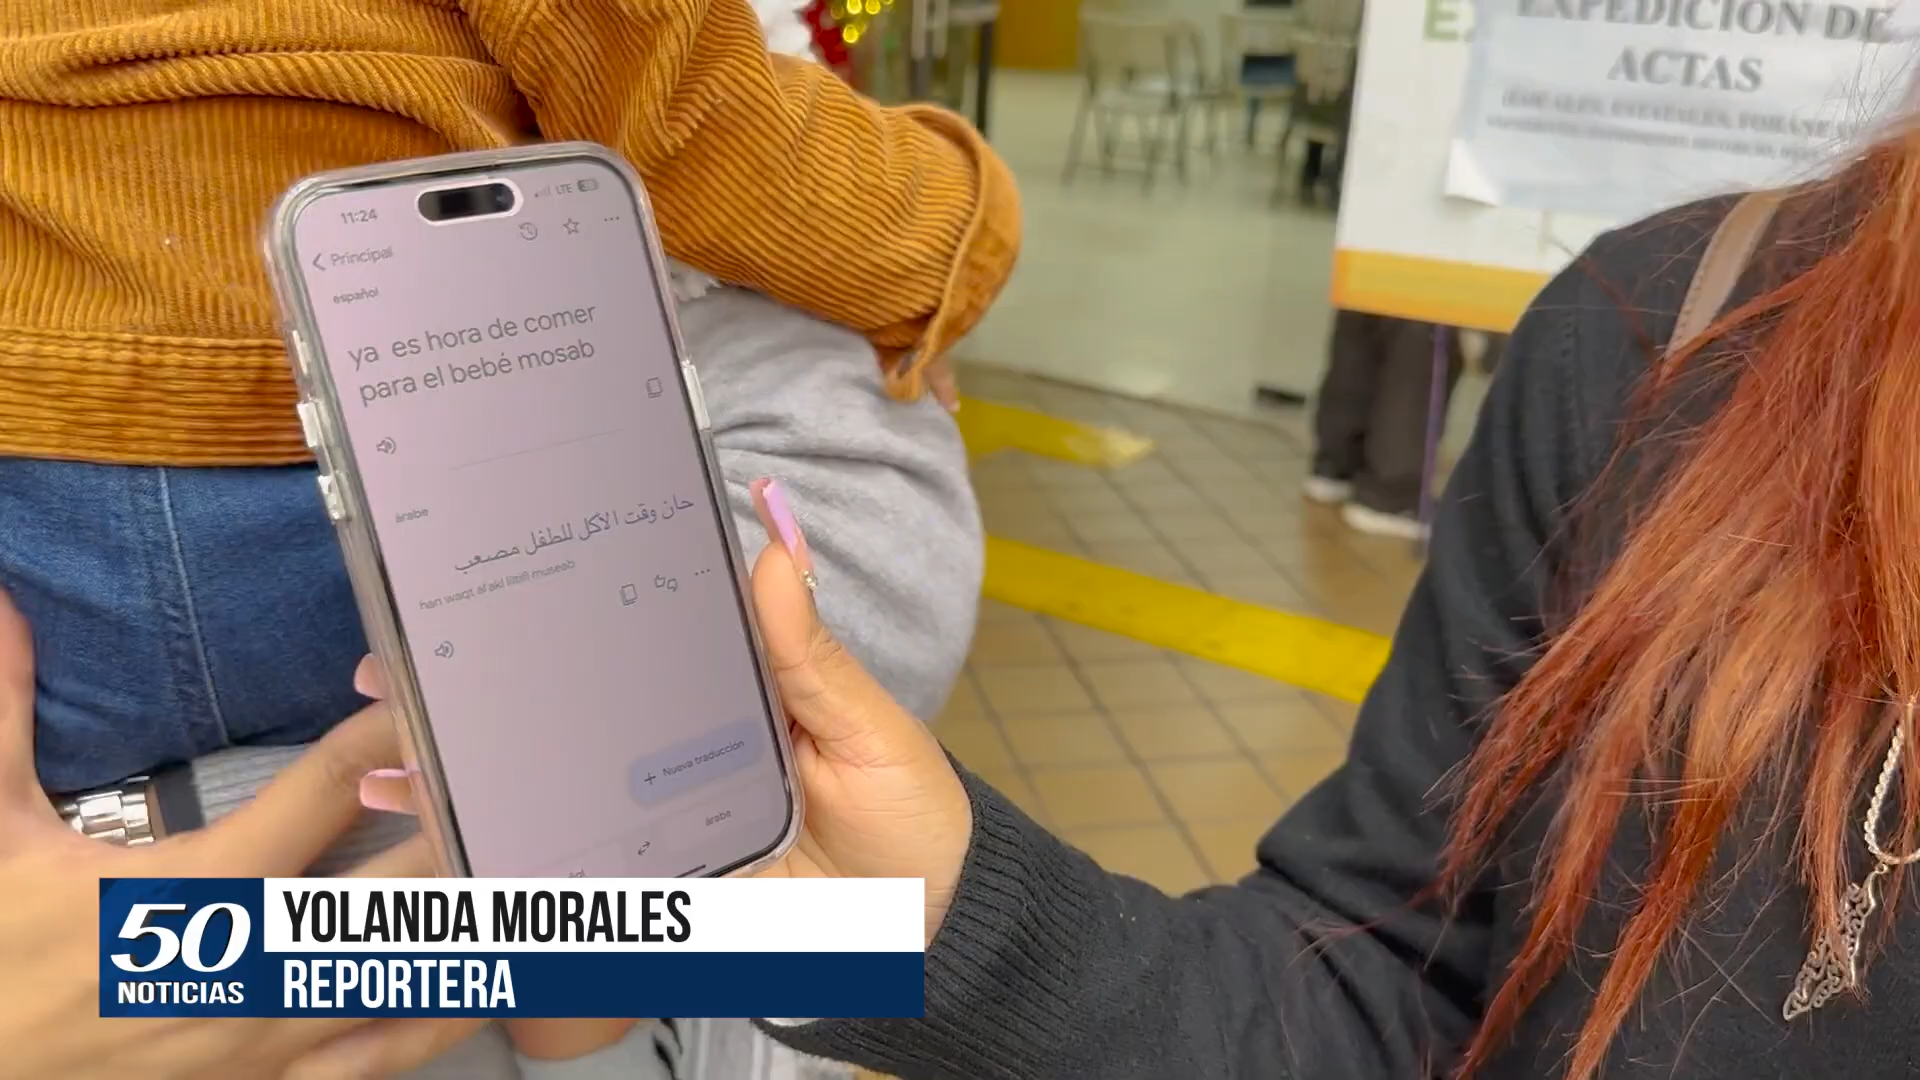 EXPEDICIÓN DE
ACTAS
11:24
LTE
Principal
español
ya es hora de comer
para el bebé mosab
árabe
حان وقت الأكل للطفل مصعب
han waqt al'akl liltifl museab
+ Nueva traducción
árabe
50
NOTICIAS
YOLANDA MORALES
REPORTERA